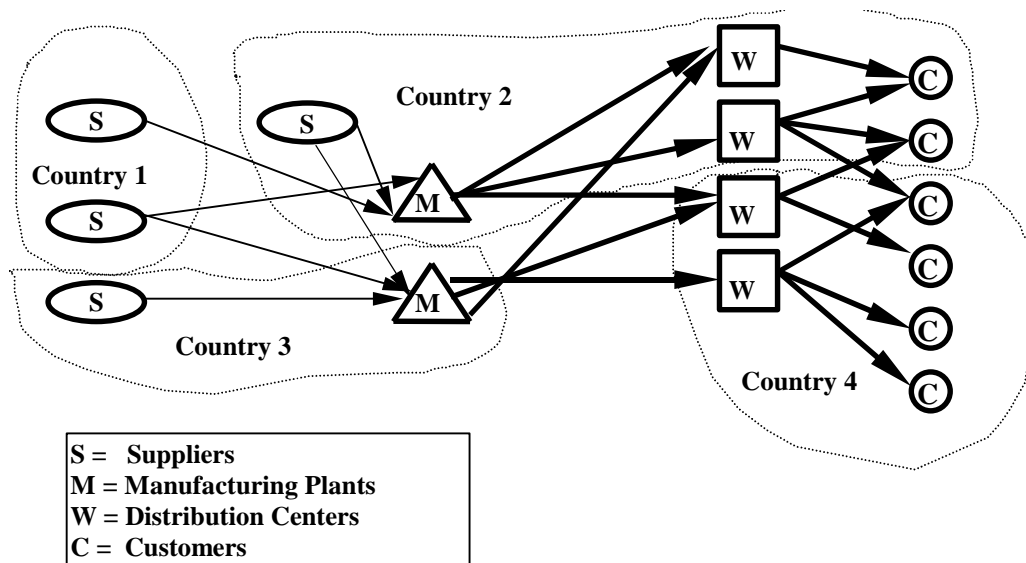 W
C
Country 2
S
S
W
C
Country 1
M
W
C
S
C
W
S
M
C
Country 3
Country 4
C
S = Suppliers
M = Manufacturing Plants
W = Distribution Centers
C = Customers